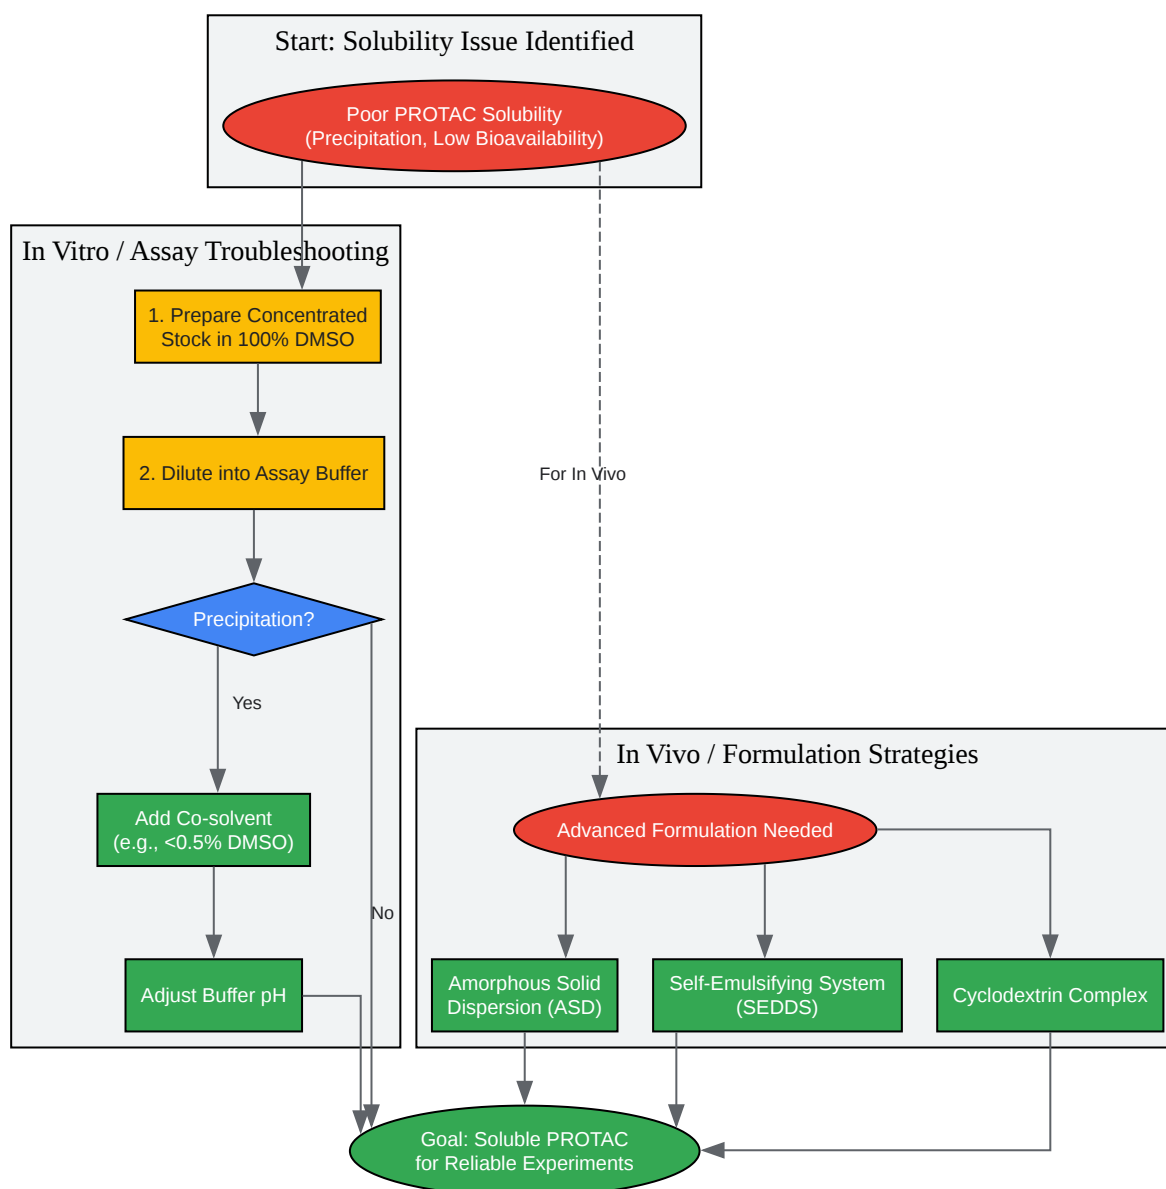 Start: Solubility Issue Identified
Poor PROTAC Solubility
(Precipitation, Low Bioavailability)
In Vitro / Assay Troubleshooting
1. Prepare Concentrated
Stock in 100% DMSO
2. Dilute into Assay Buffer
For In Vivo
Precipitation?
Yes
In Vivo / Formulation Strategies
Add Co-solvent
(e.g., <0.5% DMSO)
Advanced Formulation Needed
No
Adjust Buffer pH
Amorphous Solid
Dispersion (ASD)
Self-Emulsifying System
(SEDDS)
Cyclodextrin Complex
Goal: Soluble PROTAC
for Reliable Experiments